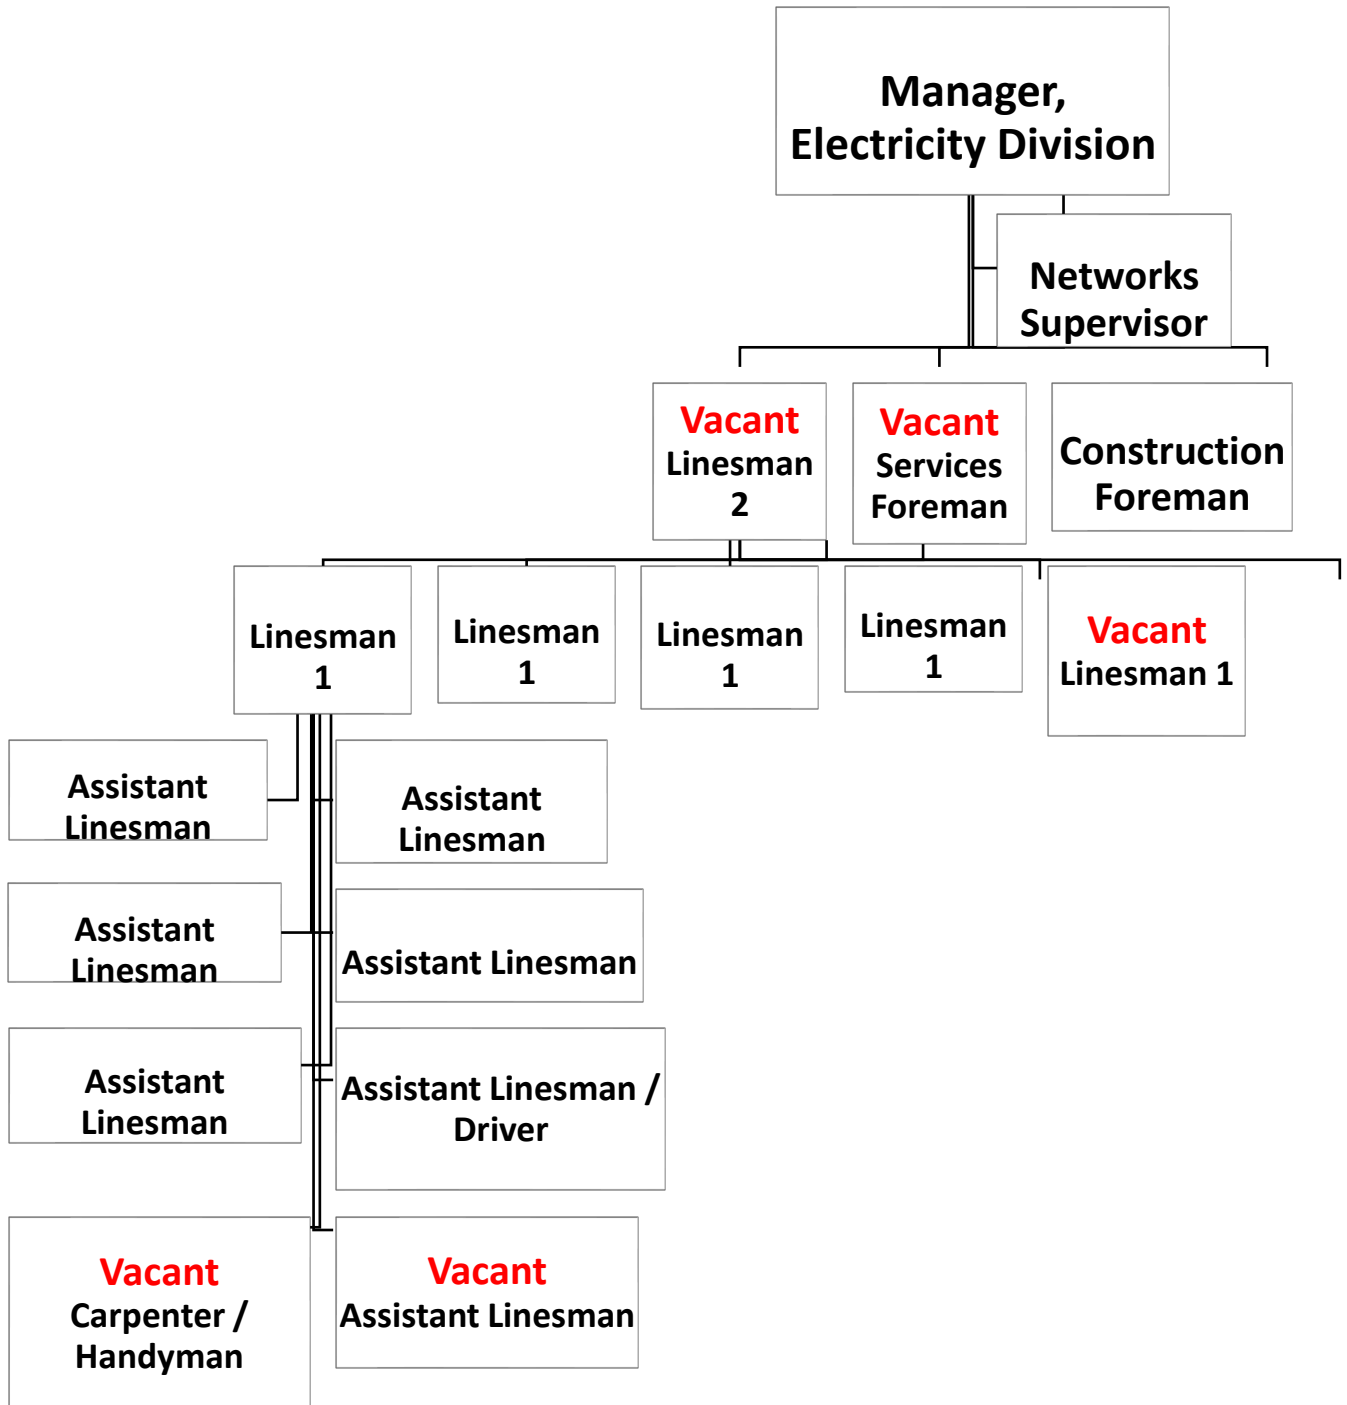 Manager,
Electricity Division
Networks
Supervisor
Vacant
Linesman
2
Vacant
Services
Foreman
Construction
Foreman
Linesman
1
Linesman
1
Linesman
1
Linesman
1
Vacant
Linesman 1
Assistant
Linesman
Assistant
Linesman
Assistant
Linesman
Assistant Linesman
Assistant
Linesman
Assistant Linesman /
Driver
Vacant
Carpenter /
Handyman
Vacant
Assistant Linesman